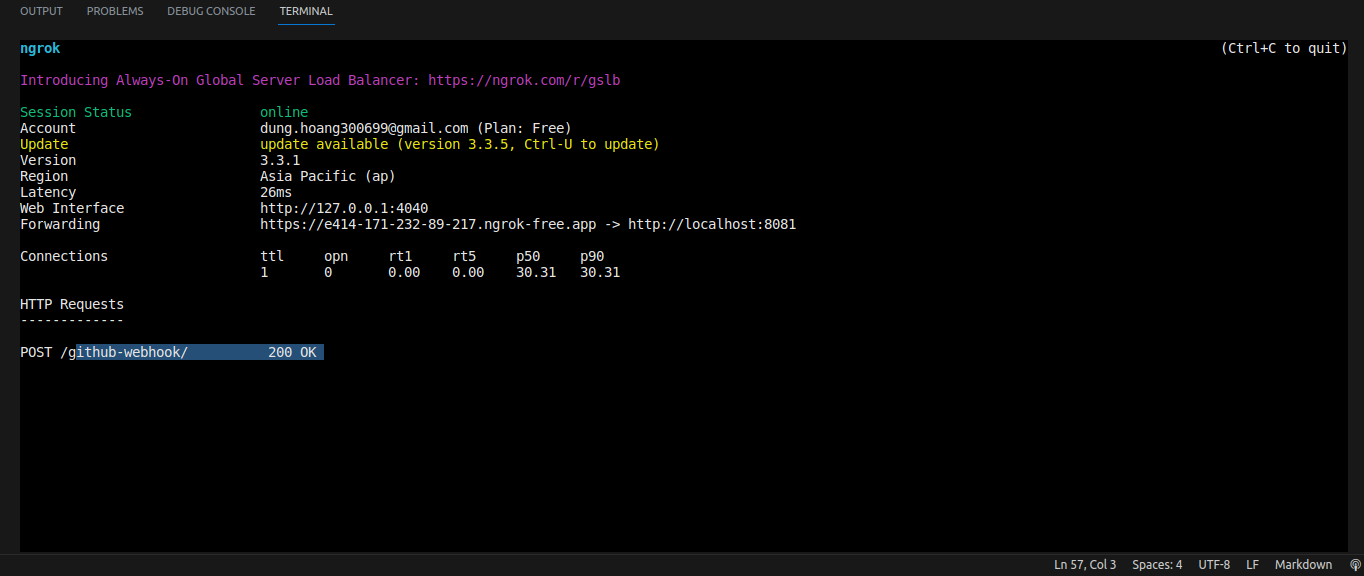 OUTPUT PROBLEMS DEBUG CONSOLE TERMINAL
ngrok (Ctrl+C to quit)
Introducing Always-On Global Server Load Balancer: https://ngrok.com/r/gslb
Session Status online
Account dung.hoang300699@gmail.com (Plan: Free)
Update update available (version 3.3.5, Ctrl-U to update)
Version 3.3.1
Region Asia Pacific (ap)
Latency 26ms
Web Interface http://127.0.0.1:4040
Forwarding https://e414-171-232-89-217.ngrok-free.app -> http://localhost:8081
Connections ttl opn rt1 rt5 p50 p90
1 0 0.00 0.00 30.31 30.31
HTTP Requests
-------------
POST /github-webhook/ 200 OK
Ln 57, Col 3 Spaces: 4 UTF-8 LF Markdown